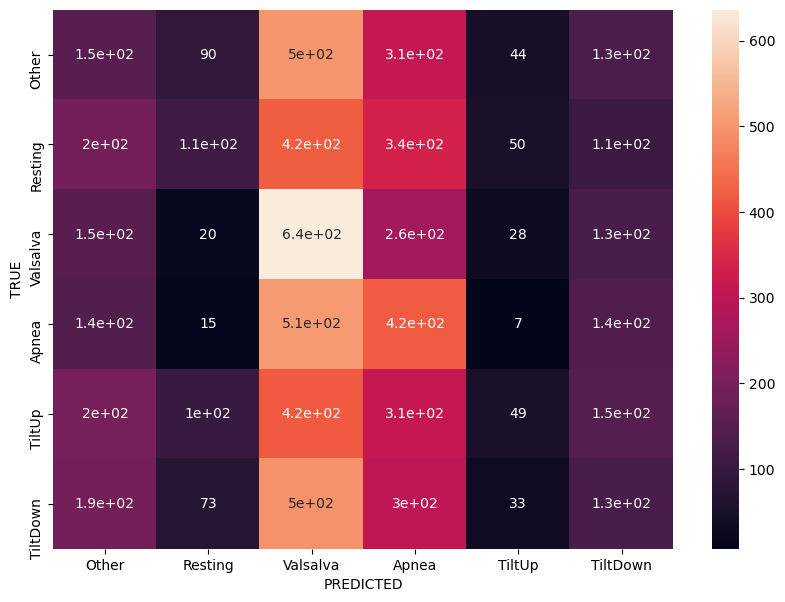 Other 1.5e+02 90 5e+02 3.1e+02 44 1.3e+02
Resting 2e+02 1.1e+02 4.2e+02 3.4e+02 50 1.1e+02
Valsalva 1.5e+02 20 6.4e+02 2.6e+02 28 1.3e+02
Apnea 1.4e+02 15 5.1e+02 4.2e+02 7 1.4e+02
TiltUp 2e+02 1e+02 4.2e+02 3.1e+02 49 1.5e+02
TiltDown 1.9e+02 73 5e+02 3e+02 33 1.3e+02
TRUE
Other Resting Valsalva Apnea TiltUp TiltDown
PREDICTED
600
500
400
300
200
100